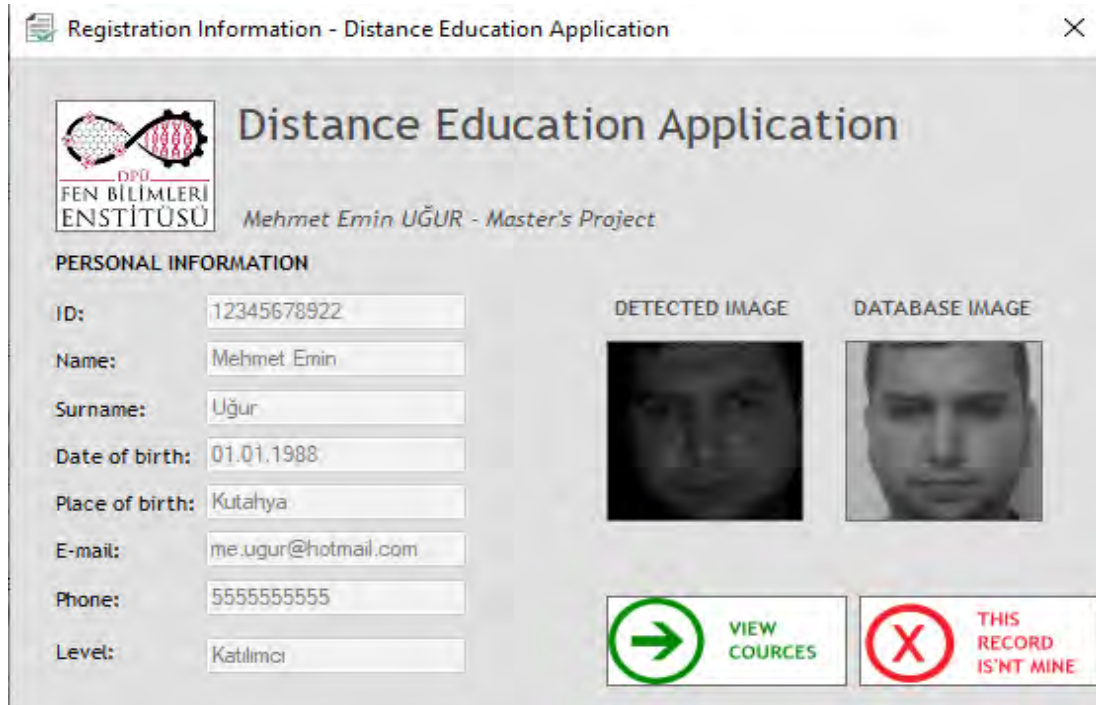 Registration Information - Distance Education Application
Distance Education Application
DPÜ
FEN BİLİMLERİ
ENSTİTÜSÜ
Mehmet Emin UĞUR - Master's Project
PERSONAL INFORMATION
ID: 12345678922
Name: Mehmet Emin
Surname: Uğur
Date of birth: 01.01.1988
Place of birth: Kutahya
E-mail: me.ugur@hotmail.com
Phone: 5555555555
Level: Katılımcı
DETECTED IMAGE
DATABASE IMAGE
VIEW
COURCES
X
THIS
RECORD
IS'NT MINE